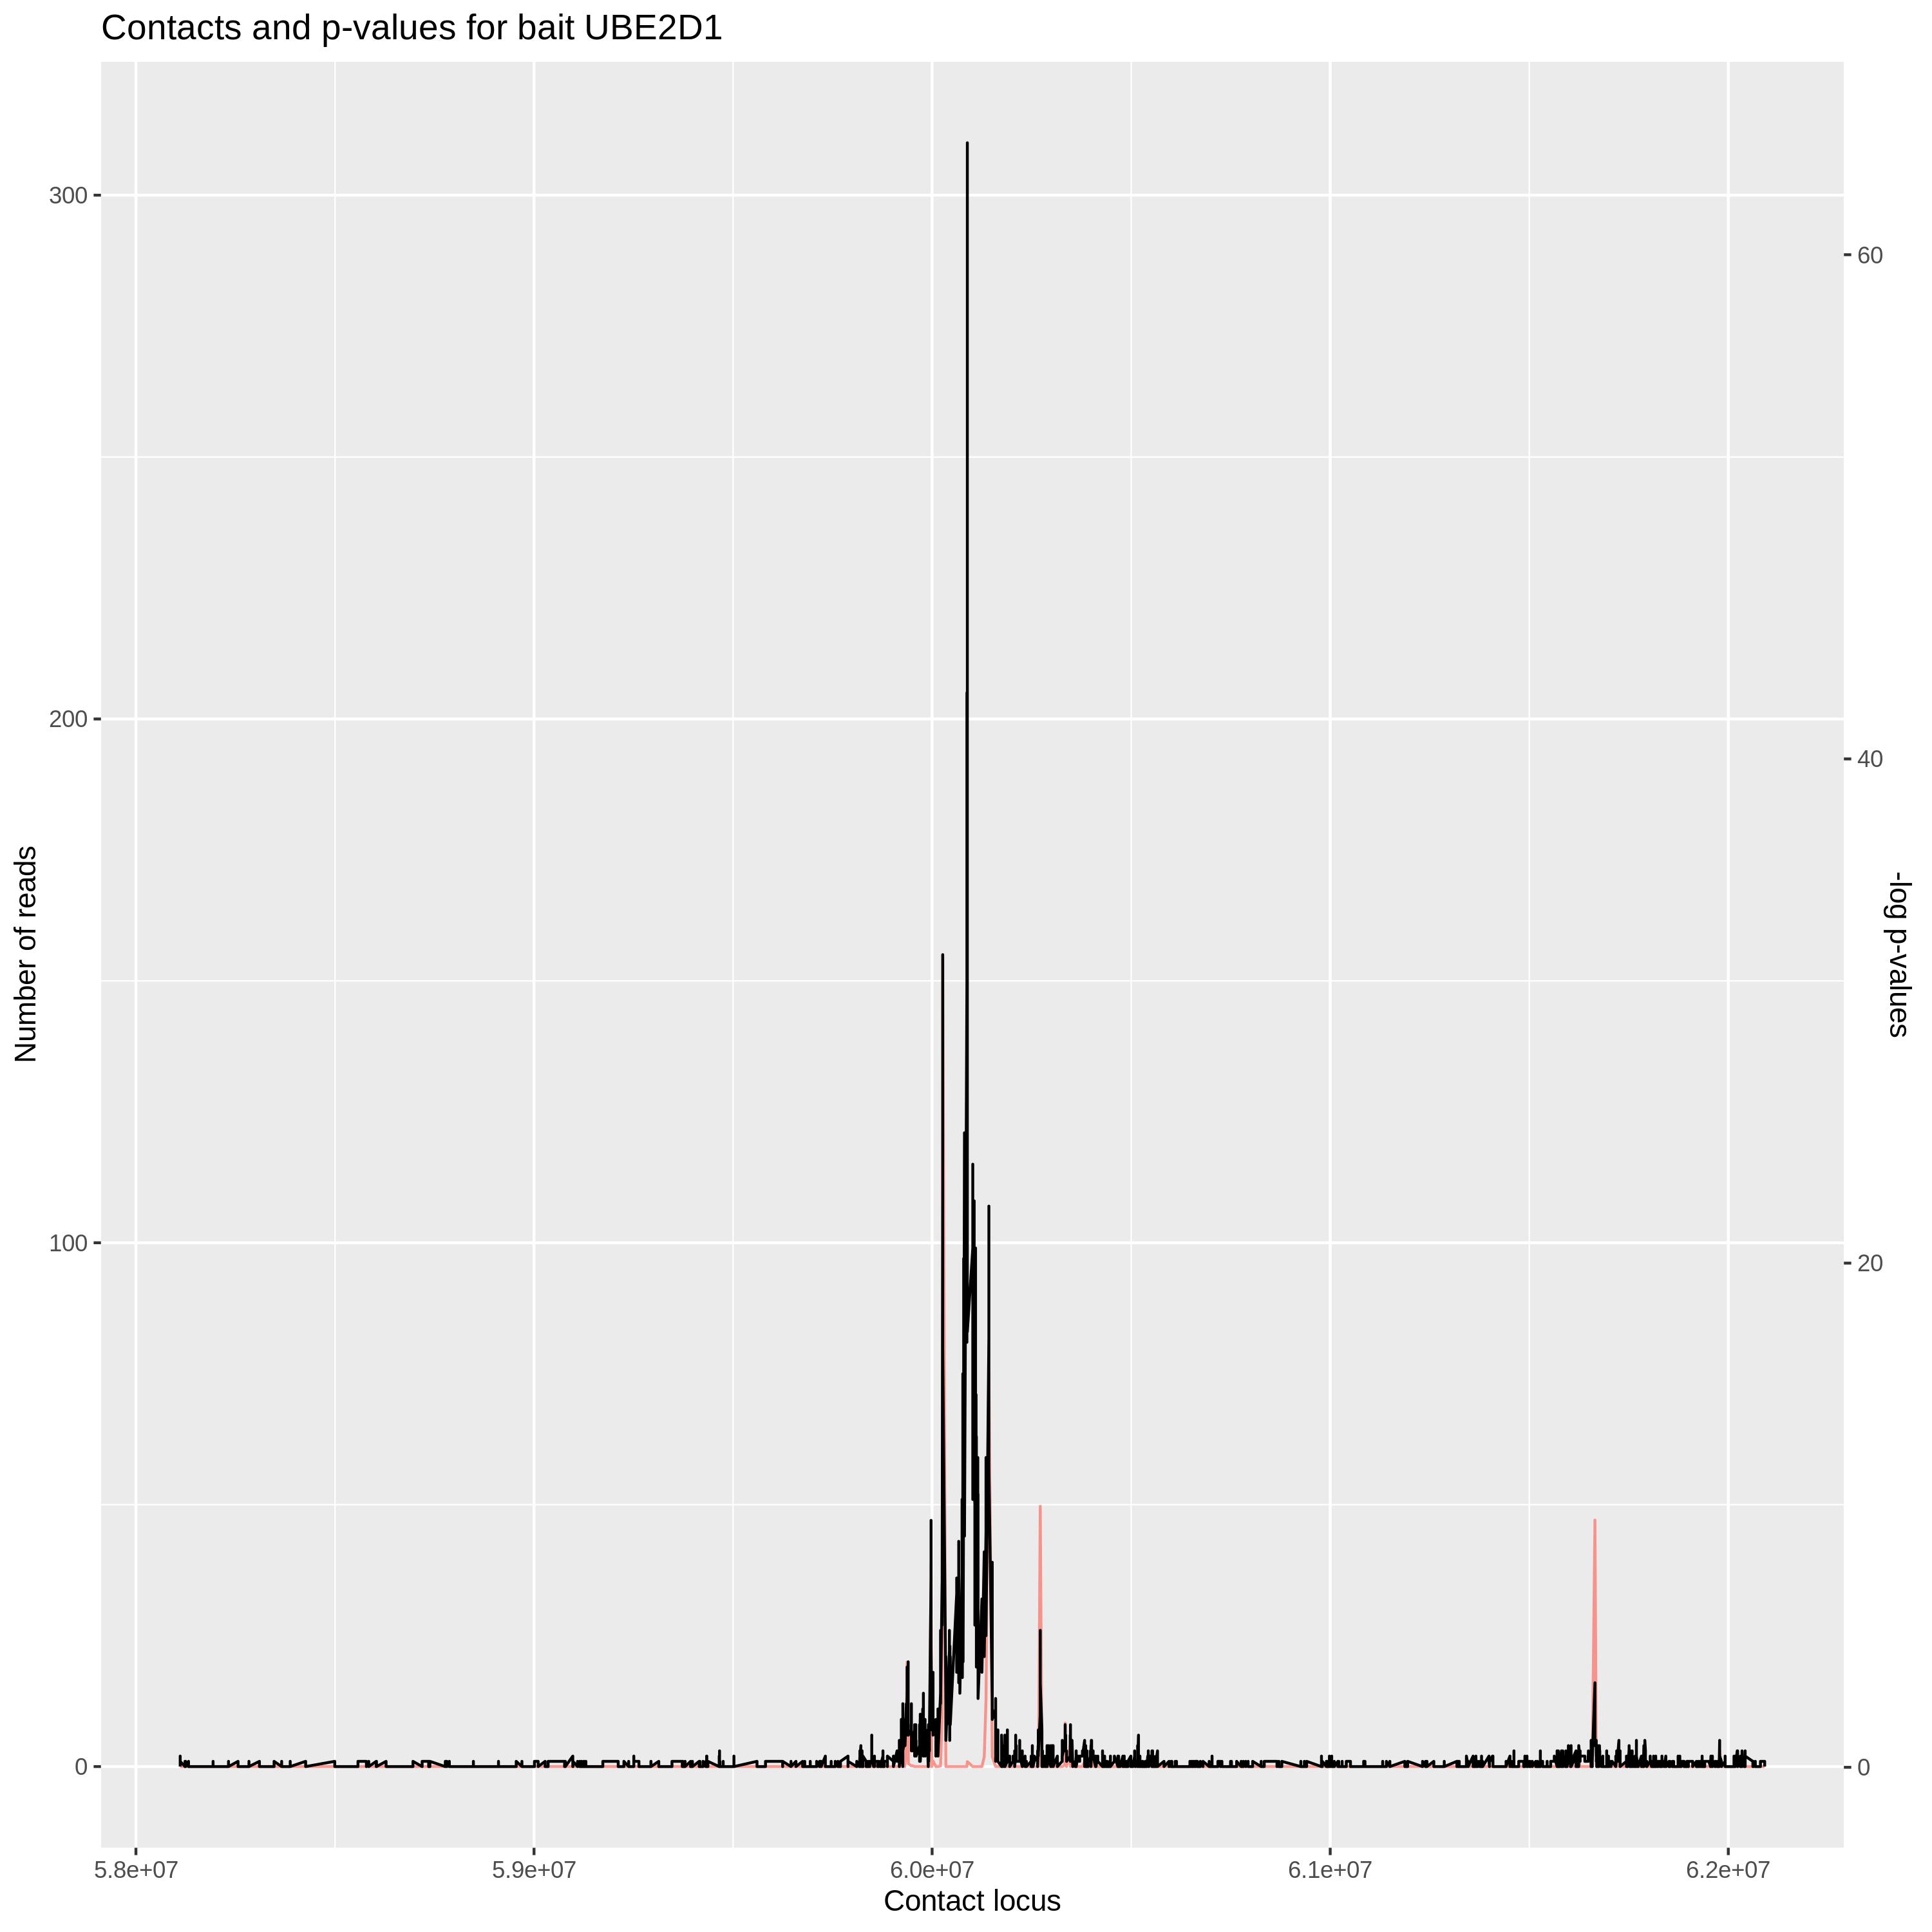 Contacts and p-values for bait UBE2D1
300
200
100
0
Number of reads
60
40
20
0
-log p-values
5.8e+07 5.9e+07 6.0e+07 6.1e+07 6.2e+07
Contact locus